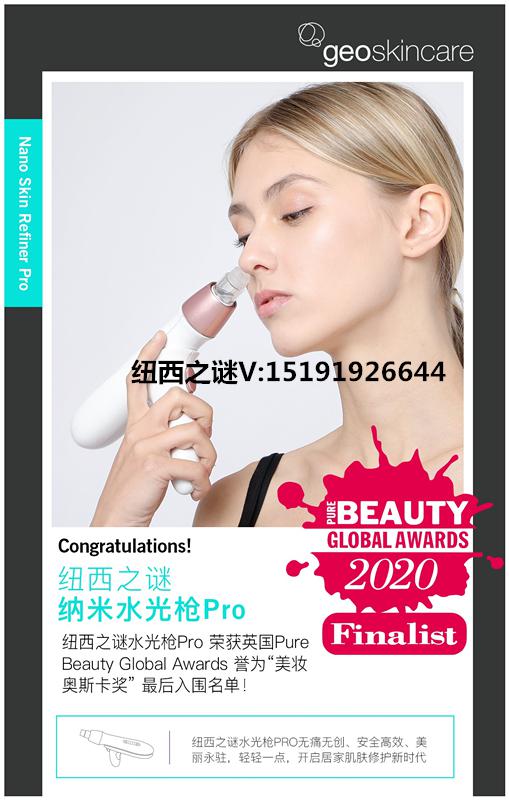 geoskincare
Nano Skin Refiner Pro
纽西之谜V:15191926644
PURE
BEAUTY
GLOBAL AWARDS
2020
Finalist
Congratulations!
纽西之谜
纳米水光枪Pro
纽西之谜水光枪Pro 荣获英国Pure
Beauty Global Awards 誉为“美妆
奥斯卡奖” 最后入围名单！
纽西之谜水光枪PRO无痛无创、安全高效、美
丽永驻，轻轻一点，开启居家肌肤修护新时代